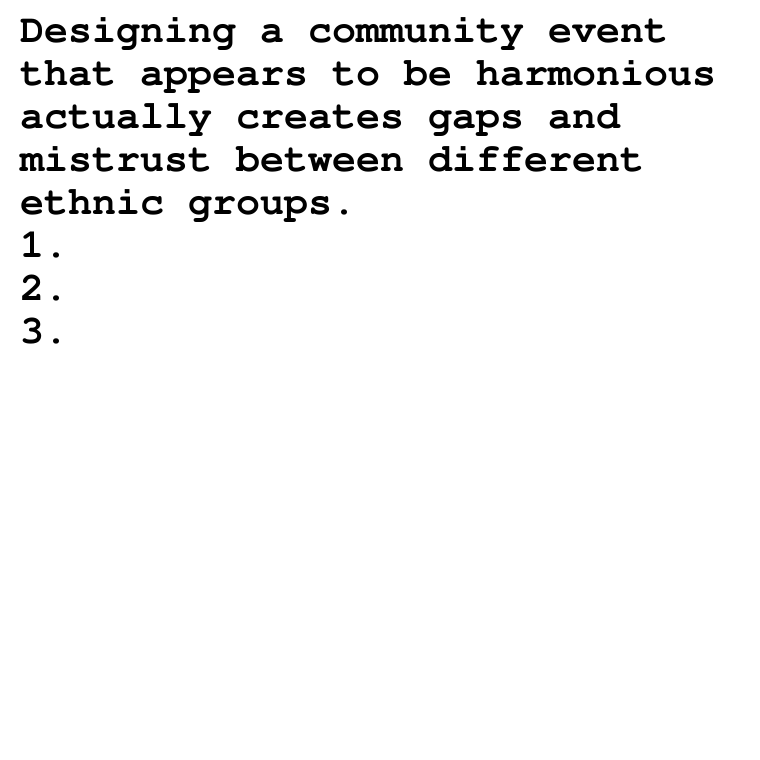 Designing a community event
that appears to be harmonious
actually creates gaps and
mistrust between different
ethnic groups.
1.
2.
3.